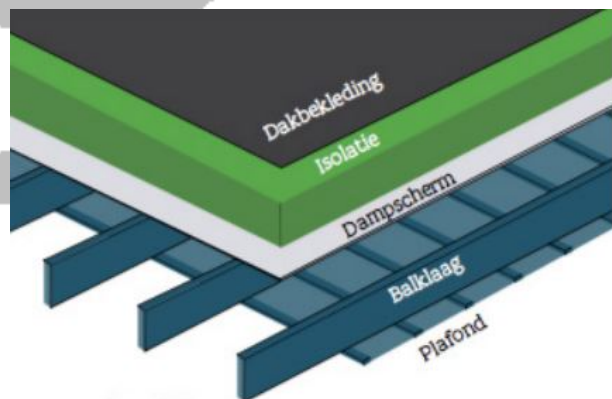 Dakbekleding
Isolatie
Dampscherm
Balklaag
Plafond